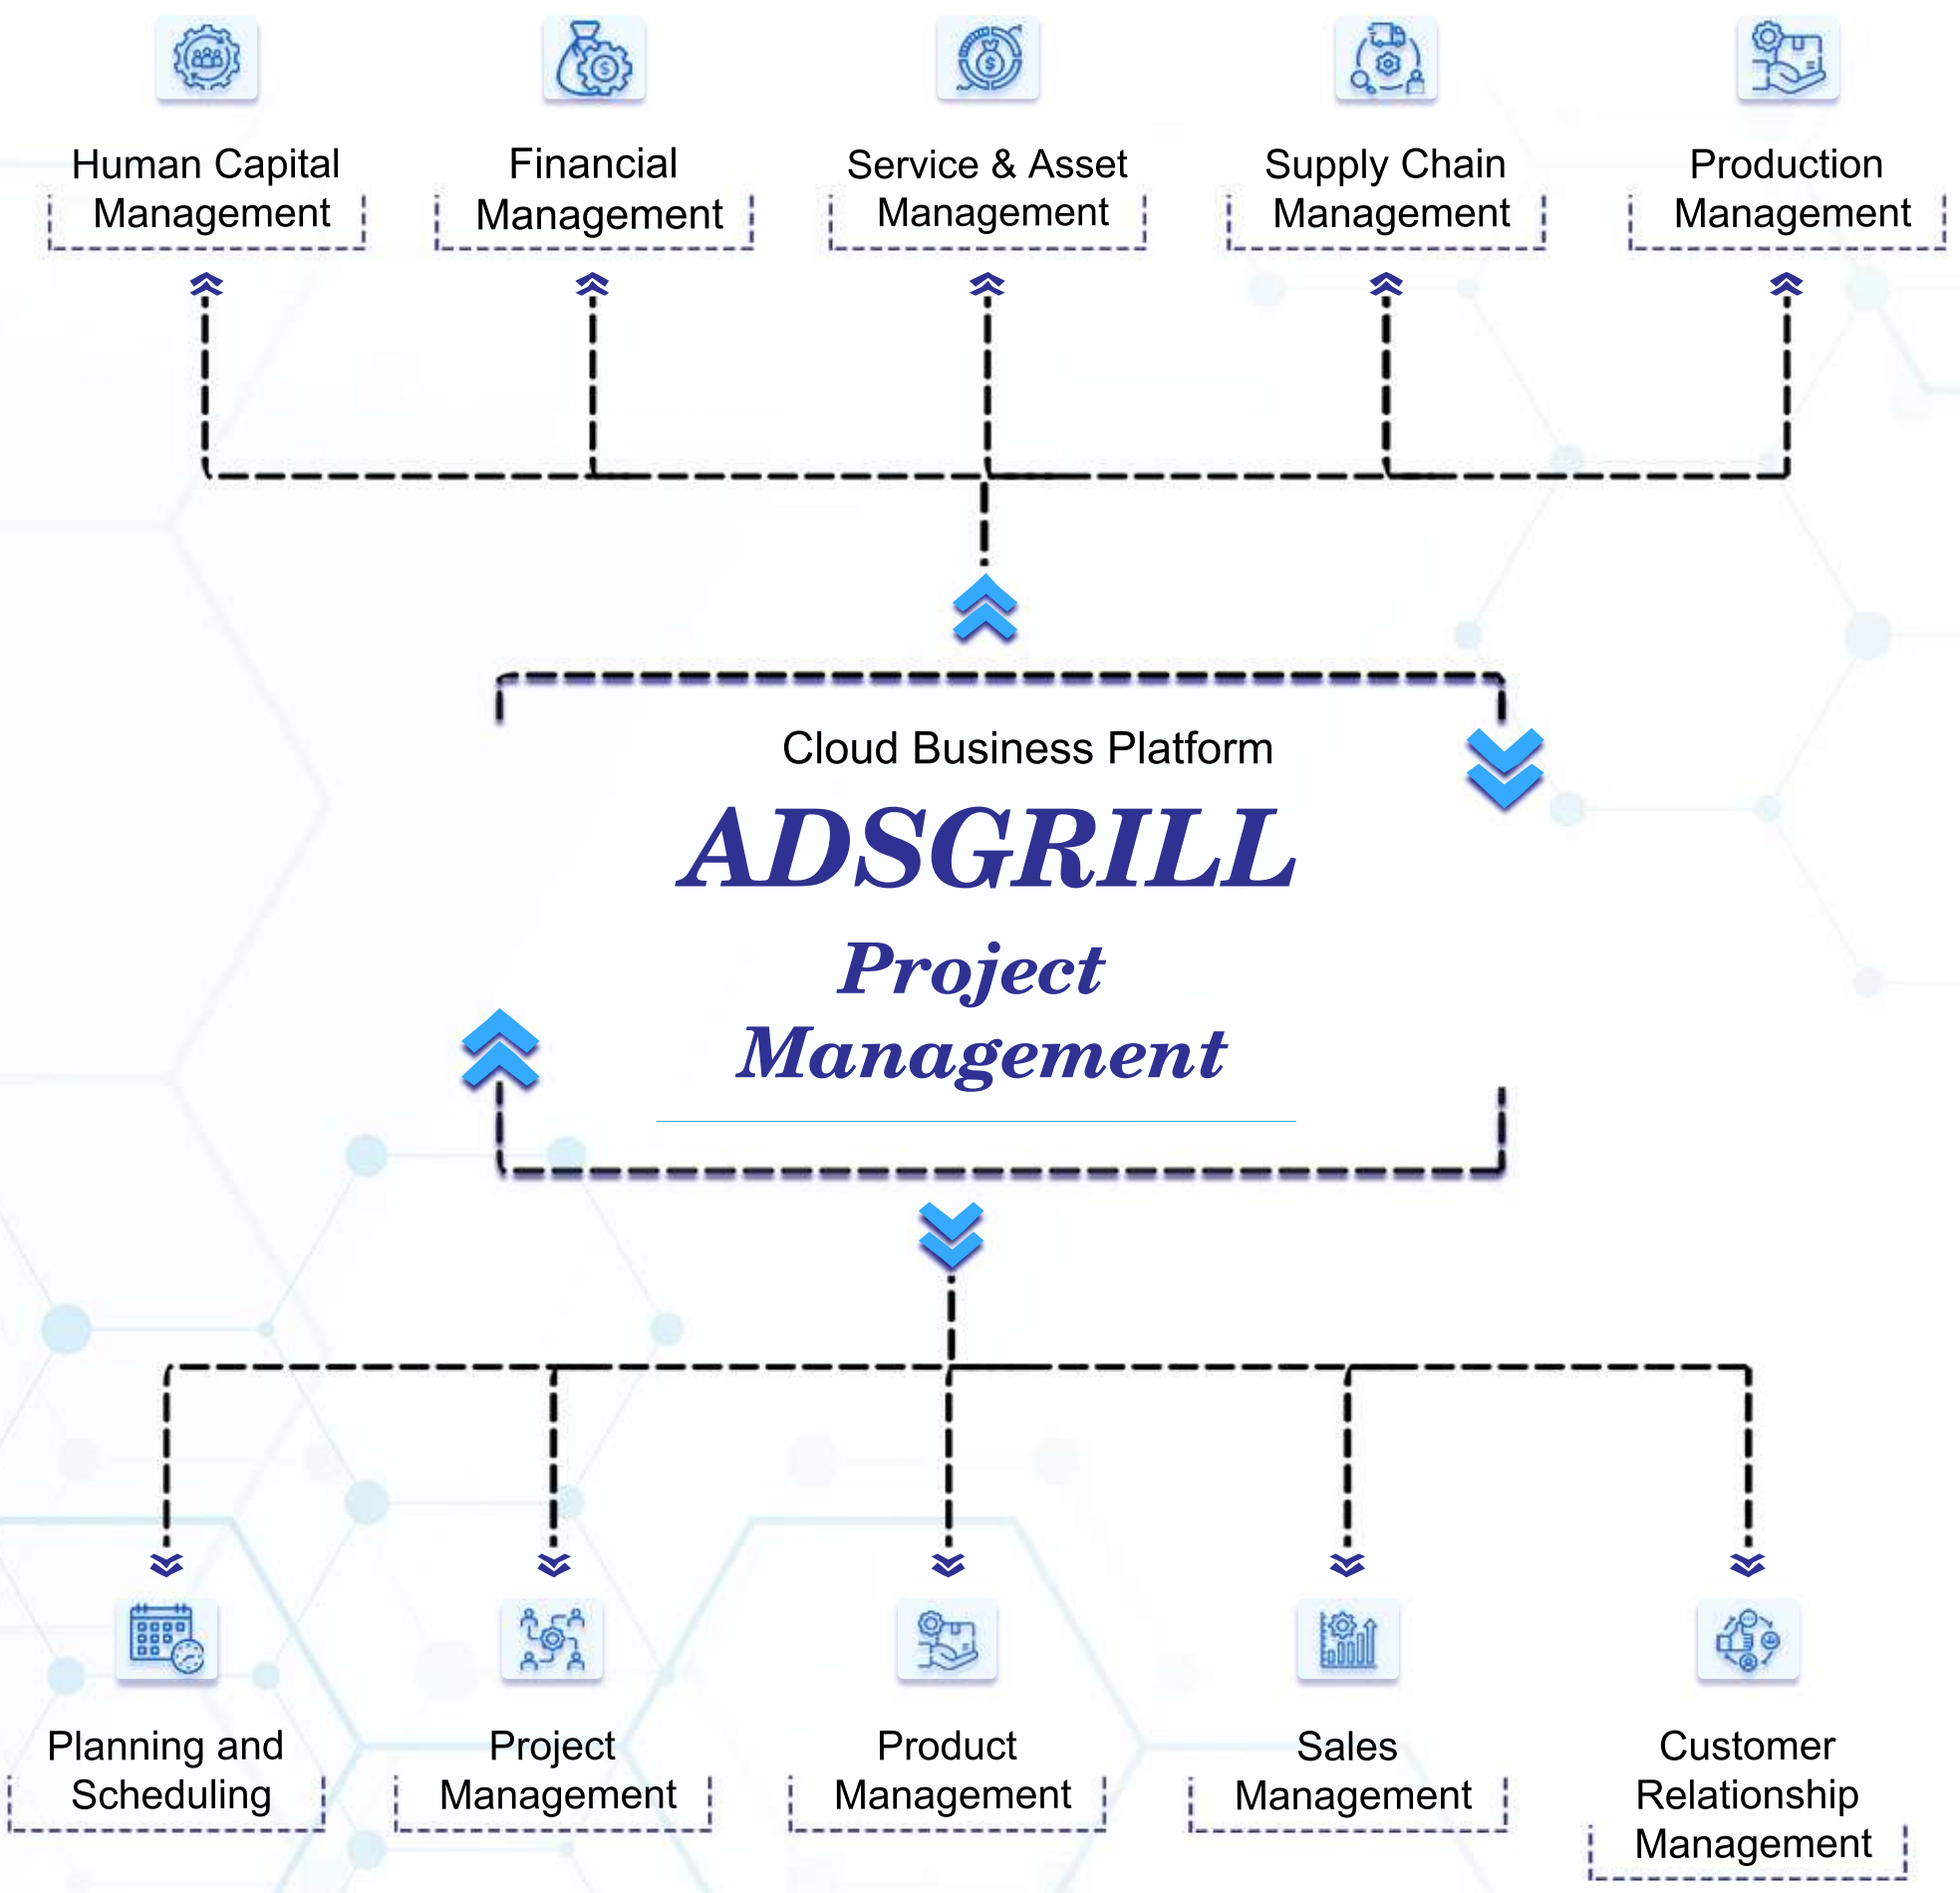 Human Capital
Management
Financial
Management
Service & Asset
Management
Supply Chain
Management
Production
Management
Cloud Business Platform
ADSGRILL
Project
Management
Planning and
Scheduling
Project
Management
Product
Management
Sales
Management
Customer
Relationship
Management